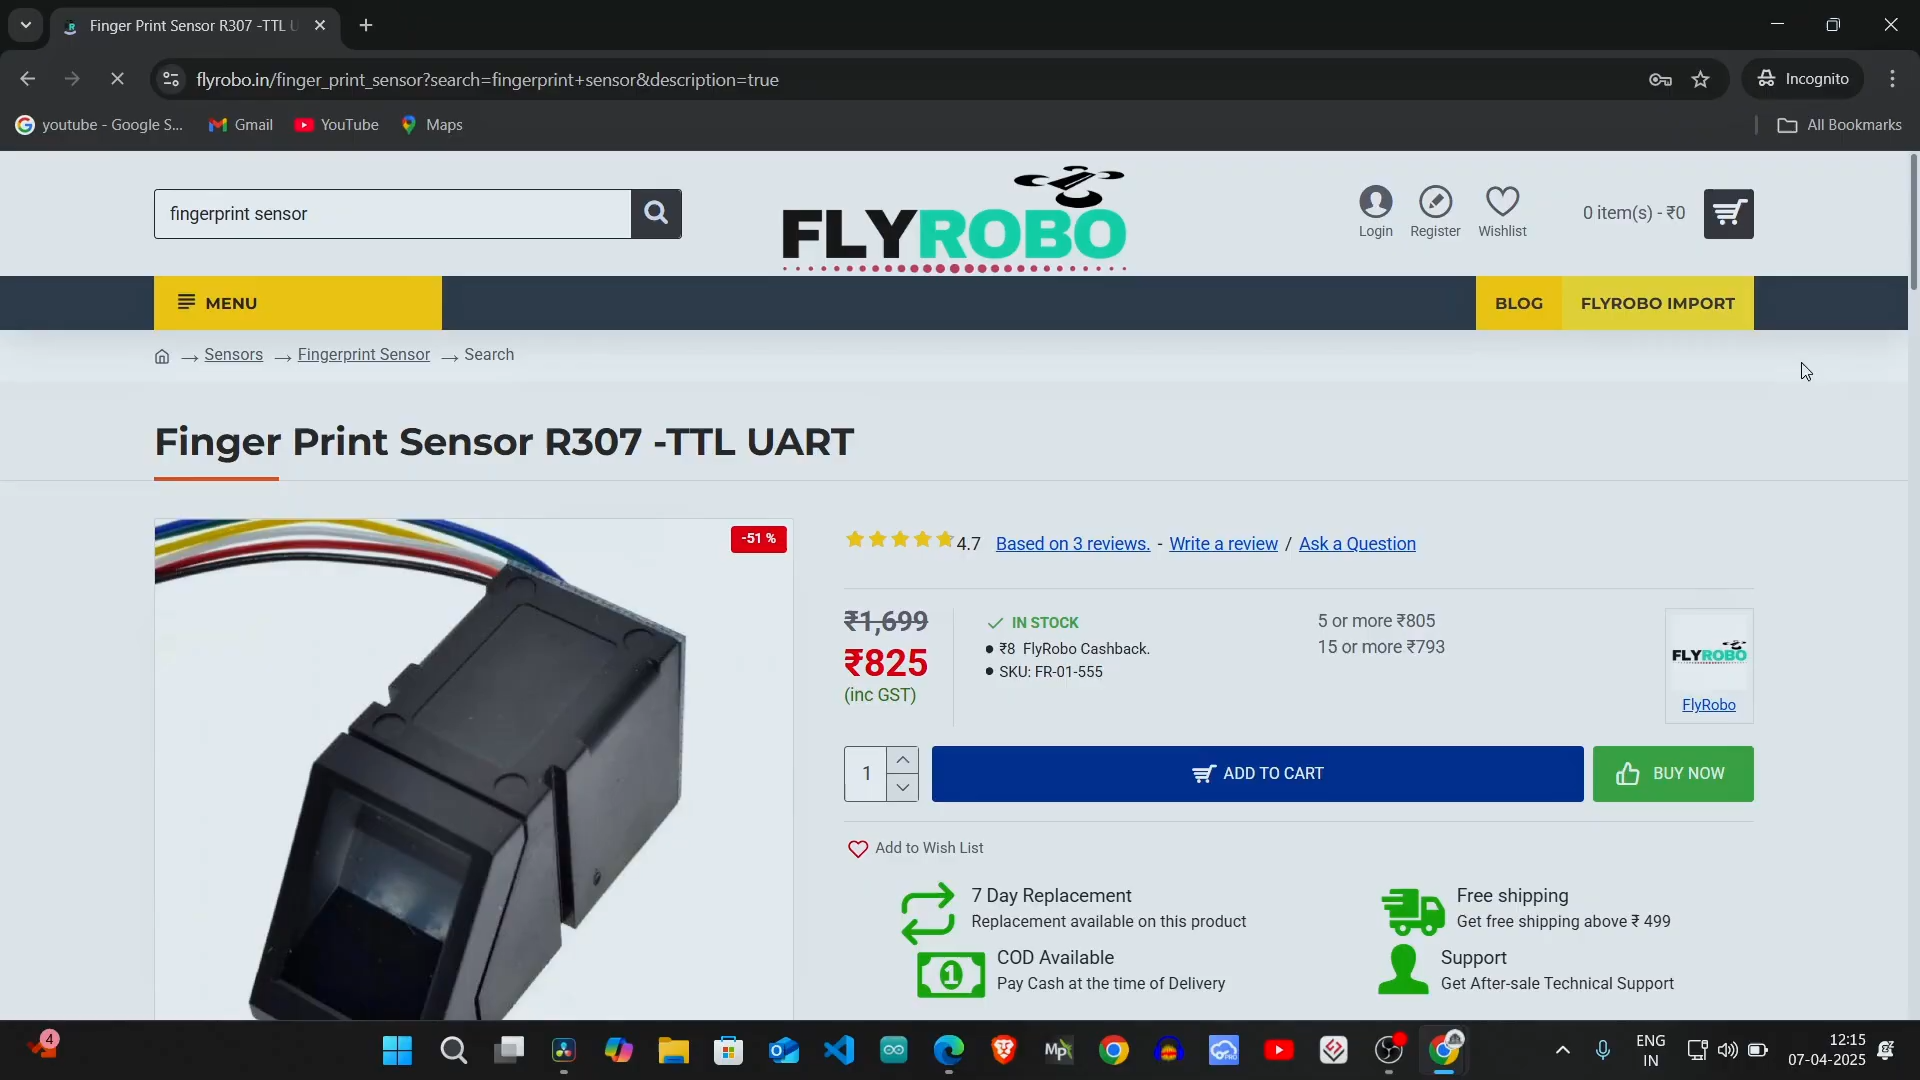 Finger Print Sensor R307 -TTL U
flyrobo.in/finger_print_sensor?search=fingerprint+sensor&description=true
Incognito
youtube - Google S...
Gmail
YouTube
Maps
All Bookmarks
fingerprint sensor
FLYROBO
Login
Register
Wishlist
0 item(s) - ₹0
MENU
BLOG
FLYROBO IMPORT
Sensors
Fingerprint Sensor
Search
Finger Print Sensor R307 -TTL UART
-51 %
4.7 Based on 3 reviews. - Write a review / Ask a Question
₹1,699
₹825
(inc GST)
IN STOCK
₹8 FlyRobo Cashback.
SKU: FR-01-555
5 or more ₹805
15 or more ₹793
FLYROBO
FlyRobo
1
ADD TO CART
BUY NOW
Add to Wish List
7 Day Replacement
Replacement available on this product
Free shipping
Get free shipping above ₹ 499
1
COD Available
Pay Cash at the time of Delivery
Support
Get After-sale Technical Support
4
ENG
IN
12:15
07-04-2025